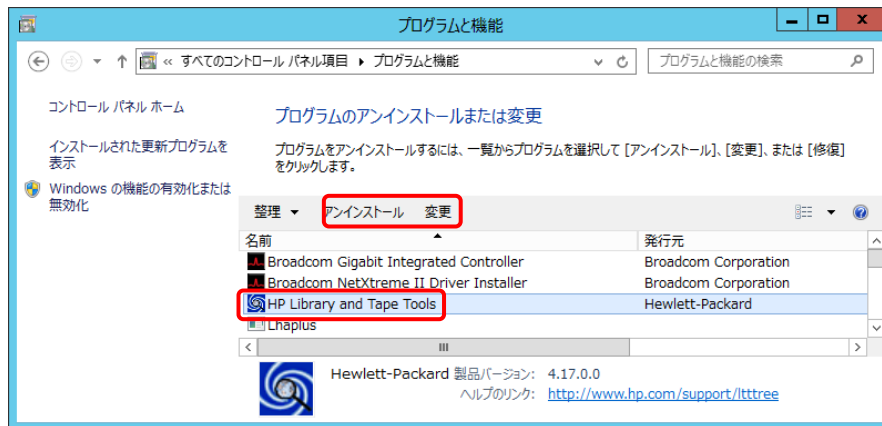 プログラムと機能
« すべてのコントロール パネル項目 ▸ プログラムと機能
プログラムと機能の検索
コントロール パネル ホーム
インストールされた更新プログラムを
表示
Windows の機能の有効化または
無効化
プログラムのアンインストールまたは変更
プログラムをアンインストールするには、一覧からプログラムを選択して [アンインストール]、[変更]、または [修復]
をクリックします。
整理 ▼ アンインストール 変更
名前 発行元
Broadcom Gigabit Integrated Controller Broadcom Corporation
Broadcom NetXtreme II Driver Installer Broadcom Corporation
HP Library and Tape Tools Hewlett-Packard
Lhaplus
Hewlett-Packard 製品バージョン: 4.17.0.0
ヘルプのリンク: http://www.hp.com/support/ltttree